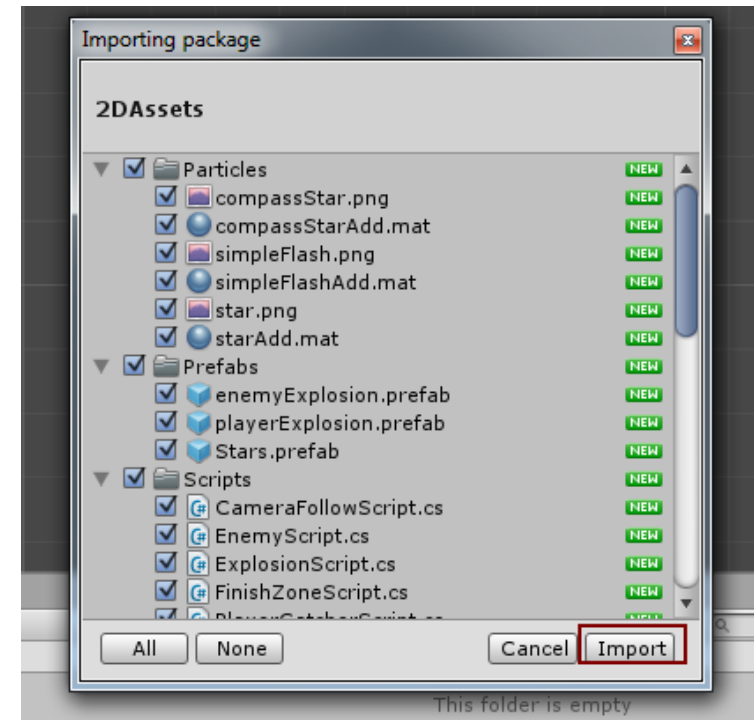 Importing package
2DAssets
Particles NEW
compassStar.png NEW
compassStarAdd.mat NEW
simpleFlash.png NEW
simpleFlashAdd.mat NEW
star.png NEW
starAdd.mat NEW
Prefabs NEW
enemyExplosion.prefab NEW
playerExplosion.prefab NEW
Stars.prefab NEW
Scripts NEW
CameraFollowScript.cs NEW
EnemyScript.cs NEW
ExplosionScript.cs NEW
FinishZoneScript.cs NEW
All None Cancel Import
This folder is empty